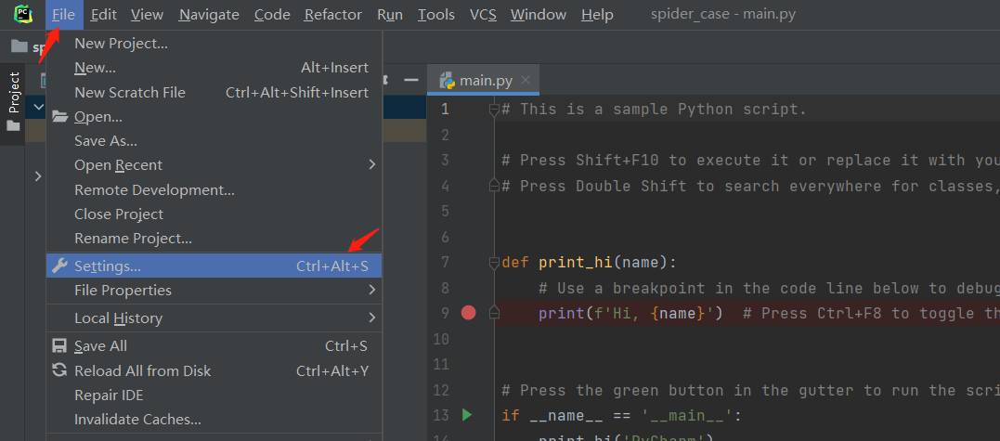 PC
File Edit View Navigate Code Refactor Run Tools VCS Window Help spider_case - main.py
Project
main.py
New Project...
New... Alt+Insert
New Scratch File Ctrl+Alt+Shift+Insert
Open...
Save As...
Open Recent
Remote Development...
Close Project
Rename Project...
Settings... Ctrl+Alt+S
File Properties
Local History
Save All Ctrl+S
Reload All from Disk Ctrl+Alt+Y
Repair IDE
Invalidate Caches...
1 # This is a sample Python script.
2
3 # Press Shift+F10 to execute it or replace it with you
4 # Press Double Shift to search everywhere for classes,
5
6
7 def print_hi(name):
8 # Use a breakpoint in the code line below to debug
9 print(f'Hi, {name}') # Press Ctrl+F8 to toggle th
10
11
12 # Press the green button in the gutter to run the scri
13 if __name__ == '__main__':
14 print_hi('PyCharm')